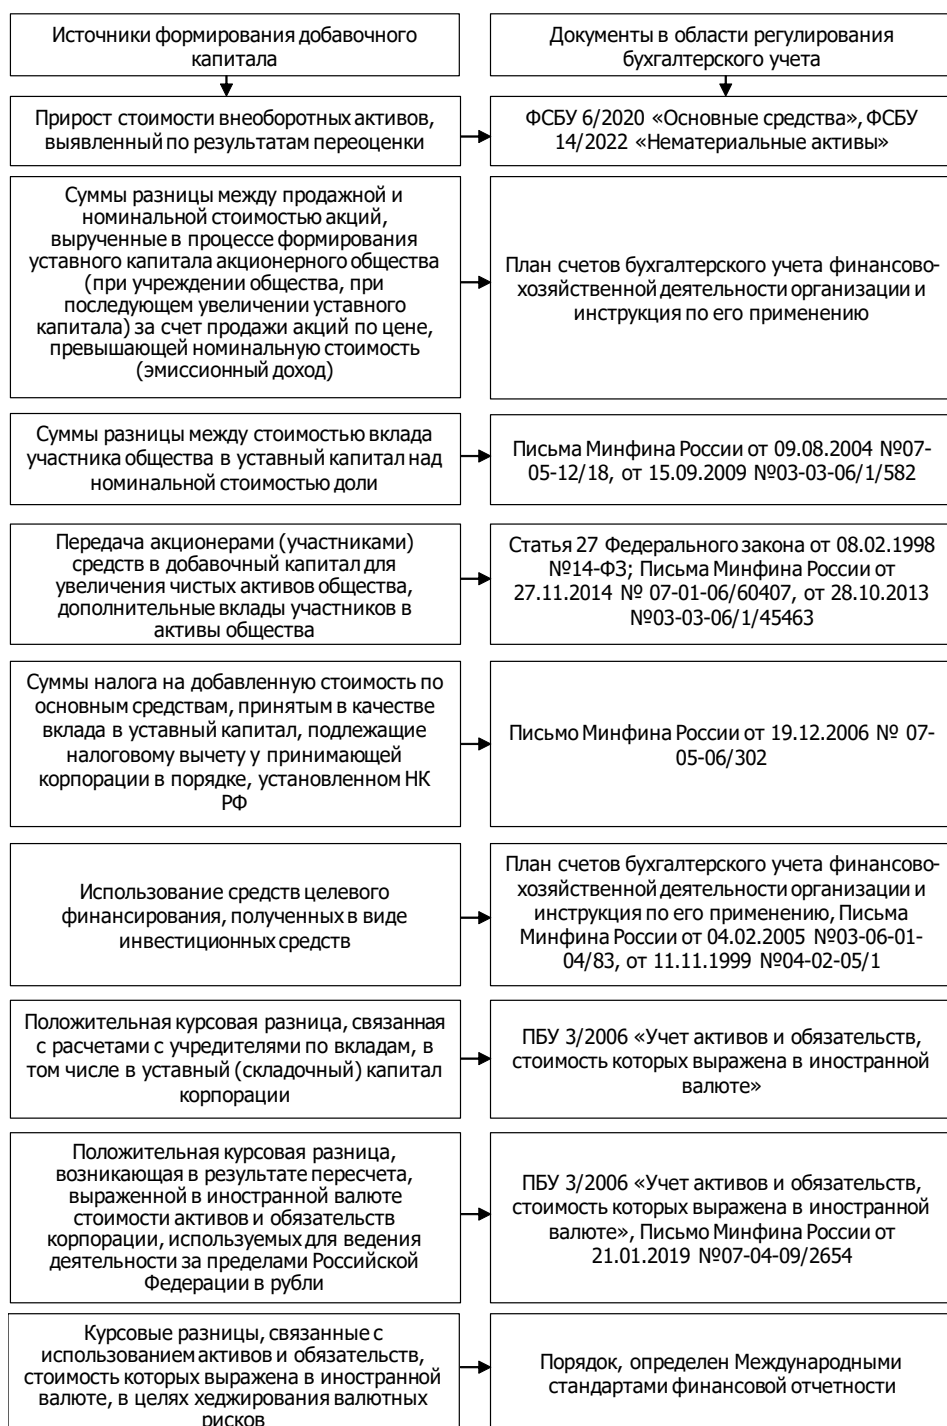 Источники формирования добавочного
капитала
Документы в области регулирования
бухгалтерского учета
Прирост стоимости внеоборотных активов,
выявленный по результатам переоценки
ФСБУ 6/2020 «Основные средства», ФСБУ
14/2022 «Нематериальные активы»
Суммы разницы между продажной и
номинальной стоимостью акций,
вырученные в процессе формирования
уставного капитала акционерного общества
(при учреждении общества, при
последующем увеличении уставного
капитала) за счет продажи акций по цене,
превышающей номинальную стоимость
(эмиссионный доход)
План счетов бухгалтерского учета финансово-
хозяйственной деятельности организации и
инструкция по его применению
Суммы разницы между стоимостью вклада
участника общества в уставный капитал над
номинальной стоимостью доли
Письма Минфина России от 09.08.2004 №07-
05-12/18, от 15.09.2009 №03-03-06/1/582
Передача акционерами (участниками)
средств в добавочный капитал для
увеличения чистых активов общества,
дополнительные вклады участников в
активы общества
Статья 27 Федерального закона от 08.02.1998
№14-ФЗ; Письма Минфина России от
27.11.2014 № 07-01-06/60407, от 28.10.2013
№03-03-06/1/45463
Суммы налога на добавленную стоимость по
основным средствам, принятым в качестве
вклада в уставный капитал, подлежащие
налоговому вычету у принимающей
корпорации в порядке, установленном НК
РФ
Письмо Минфина России от 19.12.2006 № 07-
05-06/302
Использование средств целевого
финансирования, полученных в виде
инвестиционных средств
План счетов бухгалтерского учета финансово-
хозяйственной деятельности организации и
инструкция по его применению, Письма
Минфина России от 04.02.2005 №03-06-01-
04/83, от 11.11.1999 №04-02-05/1
Положительная курсовая разница, связанная
с расчетами с учредителями по вкладам, в
том числе в уставный (складочный) капитал
корпорации
ПБУ 3/2006 «Учет активов и обязательств,
стоимость которых выражена в иностранной
валюте»
Положительная курсовая разница,
возникающая в результате пересчета,
выраженной в иностранной валюте
стоимости активов и обязательств
корпорации, используемых для ведения
деятельности за пределами Российской
Федерации в рубли
ПБУ 3/2006 «Учет активов и обязательств,
стоимость которых выражена в иностранной
валюте», Письмо Минфина России от
21.01.2019 №07-04-09/2654
Курсовые разницы, связанные с
использованием активов и обязательств,
стоимость которых выражена в иностранной
валюте, в целях хеджирования валютных
рисков
Порядок, определен Международными
стандартами финансовой отчетности